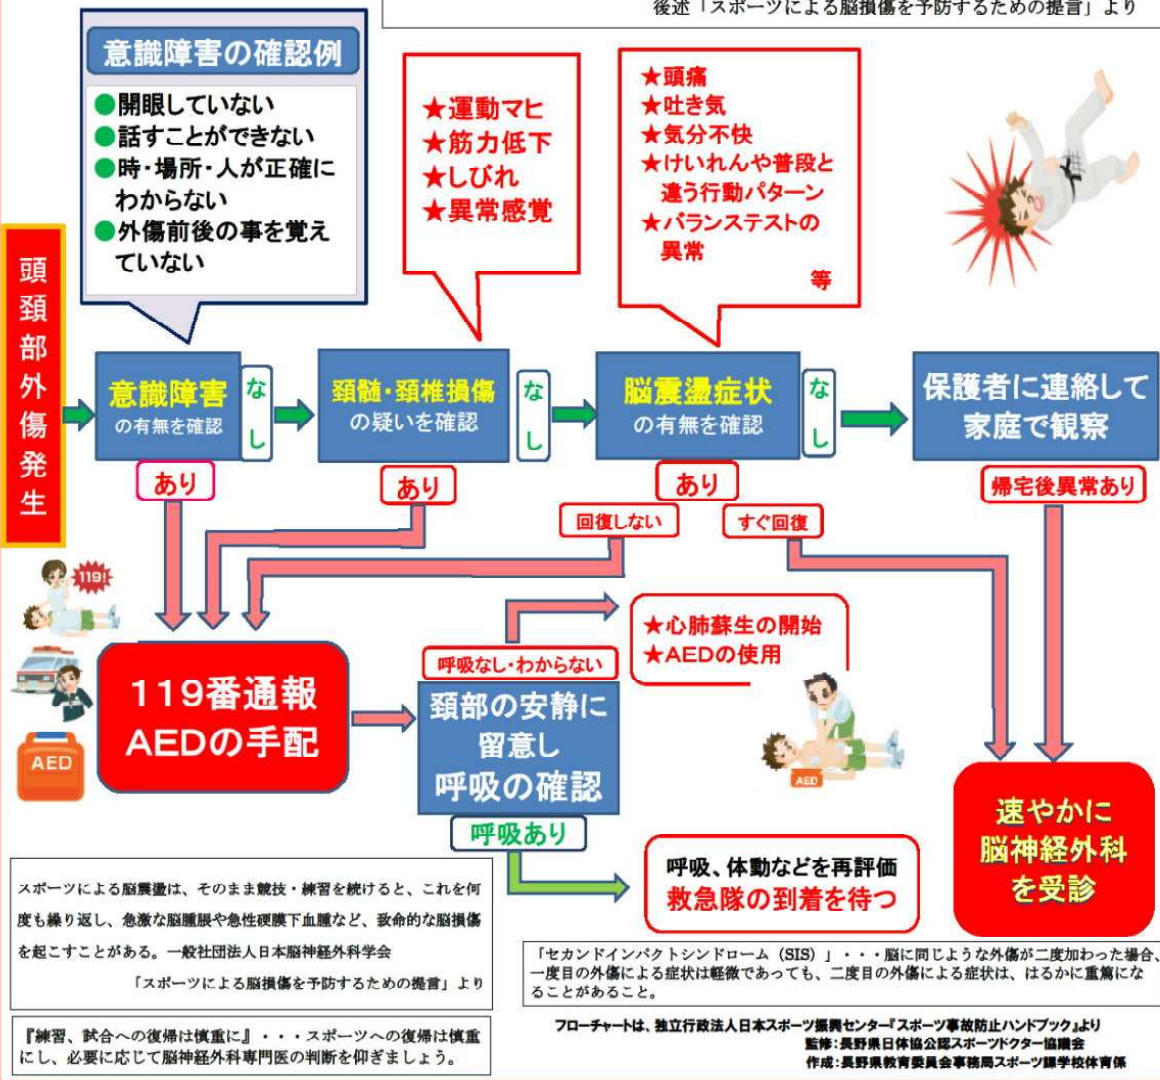 後述「スポーツによる脳損傷を予防するための提言」より
意識障害の確認例
●開眼していない
●話すことができない
●時・場所・人が正確に
わからない
●外傷前後の事を覚え
ていない
★運動マヒ
★筋力低下
★しびれ
★異常感覚
★頭痛
★吐き気
★気分不快
★けいれんや普段と
違う行動パターン
★バランステストの
異常
等
頭頚部外傷発生
意識障害
の有無を確認
なし
頚髄・頚椎損傷
の疑いを確認
なし
脳震盪症状
の有無を確認
なし
保護者に連絡して
家庭で観察
あり
あり
あり
帰宅後異常あり
回復しない
すぐ回復
119!
119番通報
AEDの手配
AED
呼吸なし・わからない
頚部の安静に
留意し
呼吸の確認
呼吸あり
★心肺蘇生の開始
★AEDの使用
AED
呼吸、体動などを再評価
救急隊の到着を待つ
速やかに
脳神経外科
を受診
スポーツによる脳震盪は、そのまま競技・練習を続けると、これを何
度も繰り返し、急激な脳腫脹や急性硬膜下血腫など、致命的な脳損傷
を起こすことがある。一般社団法人日本脳神経外科学会
「スポーツによる脳損傷を予防するための提言」より
『練習、試合への復帰は慎重に』・・・スポーツへの復帰は慎重
にし、必要に応じて脳神経外科専門医の判断を仰ぎましょう。
「セカンドインパクトシンドローム（SIS）」・・・脳に同じような外傷が二度加わった場合、
一度目の外傷による症状は軽微であっても、二度目の外傷による症状は、はるかに重篤にな
ることがあること。
フローチャートは、独立行政法人日本スポーツ振興センター『スポーツ事故防止ハンドブック』より
監修：長野県日体協公認スポーツドクター協議会
作成：長野県教育委員会事務局スポーツ課学校体育係